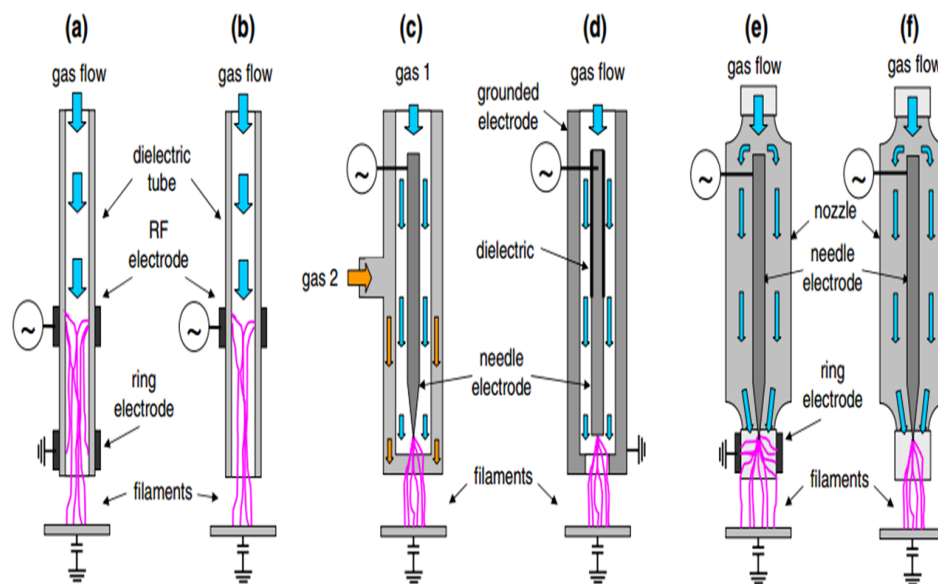 (a)
(b)
(c)
(d)
(e)
(f)
gas flow
gas flow
gas 1
gas flow
gas flow
gas flow
grounded
electrode
dielectric
tube
RF
electrode
~
~
~
~
~
~
nozzle
needle
electrode
gas 2
dielectric
needle
electrode
ring
electrode
ring
electrode
filaments
filaments
filaments